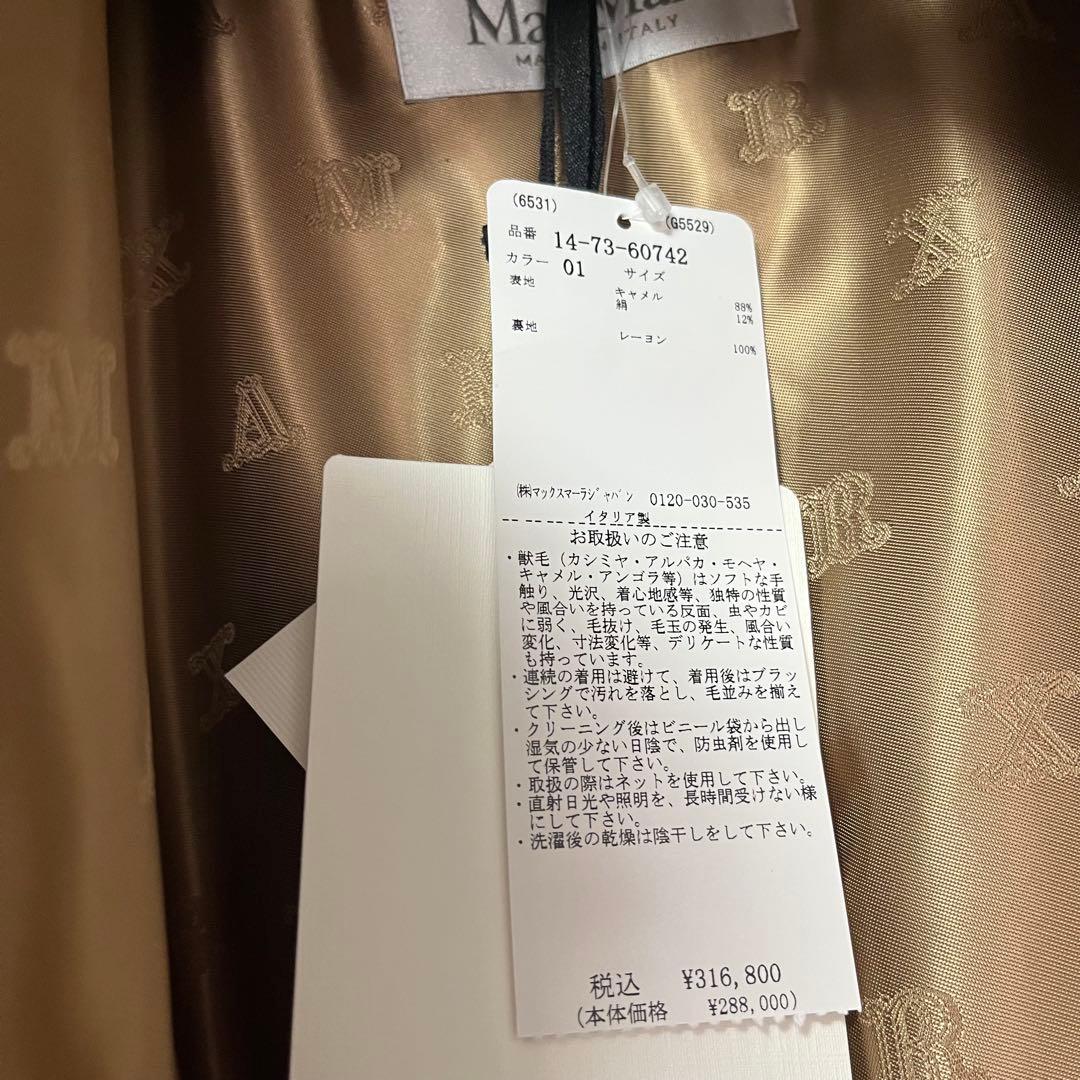 MaxMara
MADE IN ITALY
(6531)
(G5529)
品番 14-73-60742
カラー 01 サイズ
表地 キャメル 88%
絹 12%
裏地 レーヨン 100%
㈱マックスマーラジャパン 0120-030-535
イタリア製
お取扱いのご注意
・獣毛（カシミヤ・アルパカ・モヘヤ・
キャメル・アンゴラ等）はソフトな手
触り、光沢、着心地感等、独特の性質
や風合いを持っている反面、虫やカビ
に弱く、毛抜け、毛玉の発生、風合い
変化、寸法変化等、デリケートな性質
も持っています。
・連続の着用は避けて、着用後はブラッ
シングで汚れを落とし、毛並みを揃え
て下さい。
・クリーニング後はビニール袋から出し
湿気の少ない日陰で、防虫剤を使用し
て保管して下さい。
・取扱の際はネットを使用して下さい。
・直射日光や照明を、長時間受けない様
にして下さい。
・洗濯後の乾燥は陰干しをして下さい。
税込 ¥316,800
(本体価格 ¥288,000)